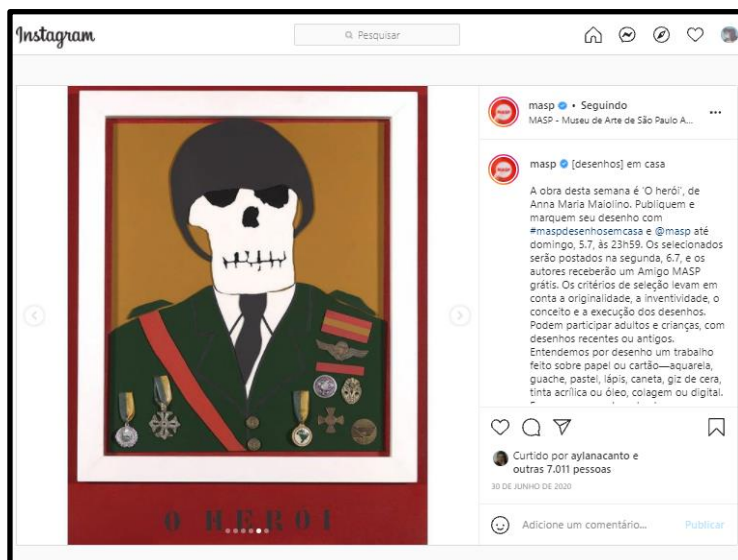 Instagram
Pesquisar
masp • Seguindo
MASP - Museu de Arte de São Paulo A...
masp [desenhos] em casa
A obra desta semana é 'O herói', de
Anna Maria Maiolino. Publiquem e
marquem seu desenho com
#maspdesenhosemcasa e @masp até
domingo, 5.7, às 23h59. Os selecionados
serão postados na segunda, 6.7, e os
autores receberão um Amigo MASP
grátis. Os critérios de seleção levam em
conta a originalidade, a inventividade, o
conceito e a execução dos desenhos.
Podem participar adultos e crianças, com
desenhos recentes ou antigos.
Entendemos por desenho um trabalho
feito sobre papel ou cartão—aquarela,
guache, pastel, lápis, caneta, giz de cera,
tinta acrílica ou óleo, colagem ou digital.
Curtido por aylanacanto e
outras 7.011 pessoas
30 DE JUNHO DE 2020
Adicione um comentário... Publicar
O HEROI